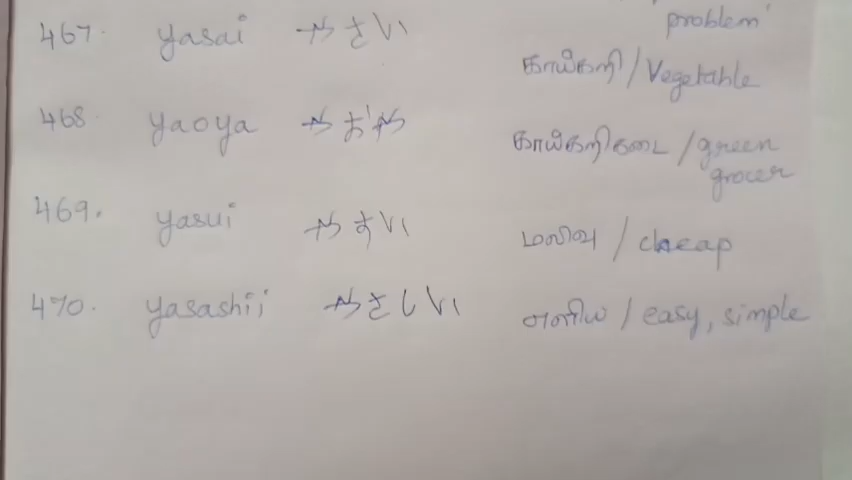 problem'
467. yasai やさい காய்கறி / Vegetable
468. yaoya やおや காய்கறிகடை / green
grocer
469. yasui やすい மலிவு / cheap
470. yasashii やさしい எளிய / easy, simple